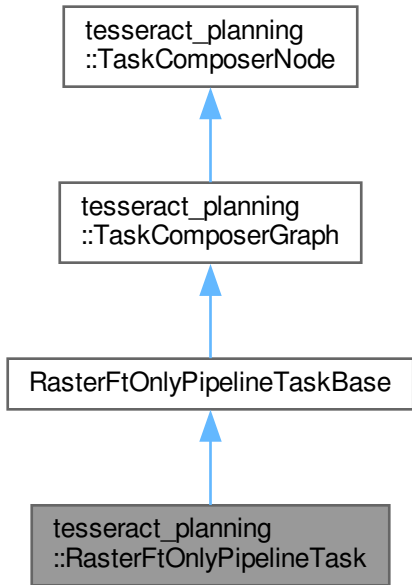 tesseract_planning
::TaskComposerNode
tesseract_planning
::TaskComposerGraph
RasterFtOnlyPipelineTaskBase
tesseract_planning
::RasterFtOnlyPipelineTask